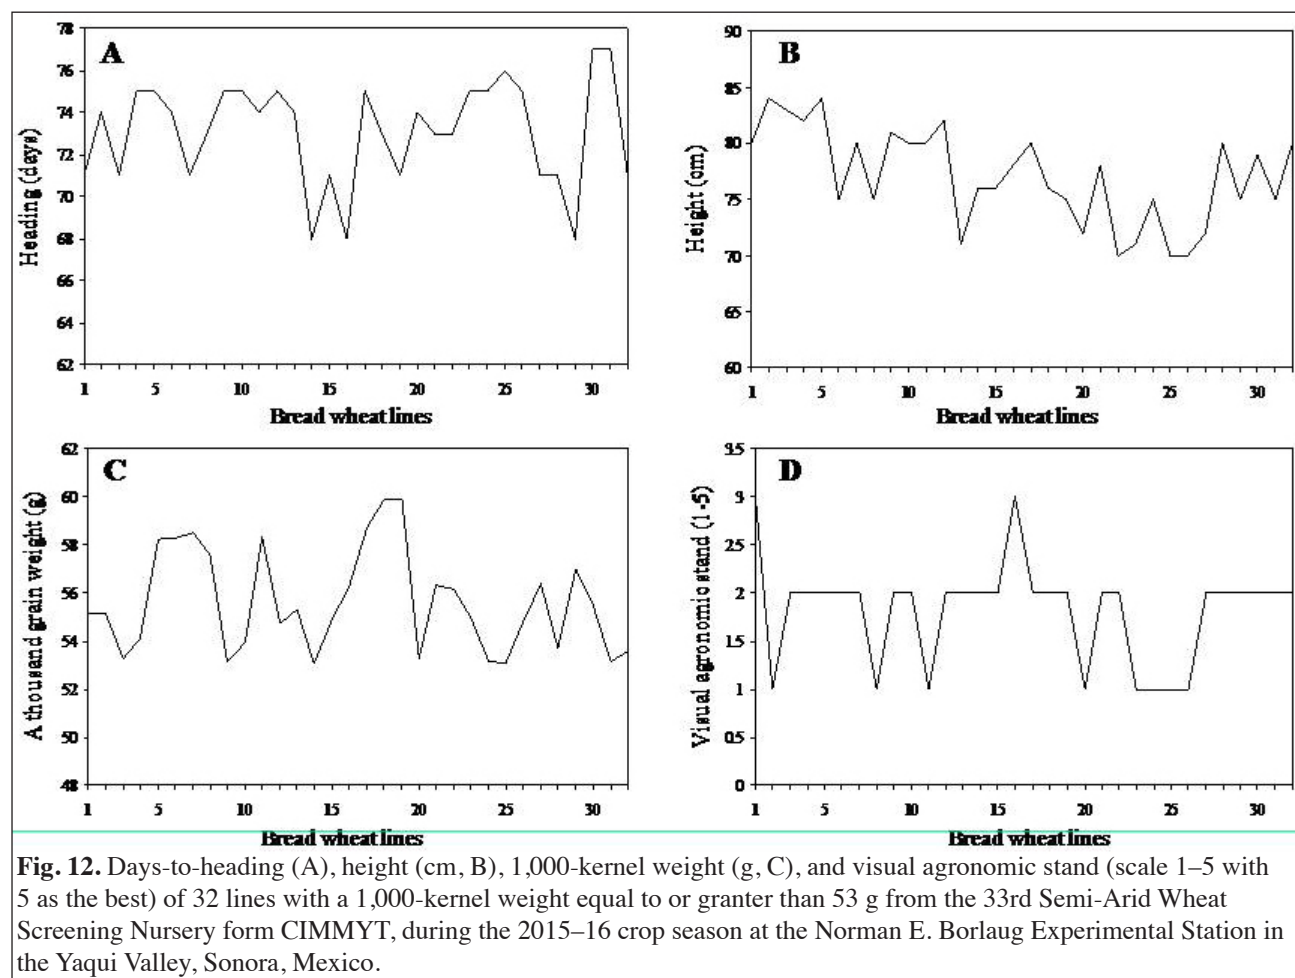 A
78
76
74
72
70
68
66
64
62
Heading (days)
1 5 10 15 20 25 30
Bread wheat lines
B
90
85
80
75
70
65
60
Height (cm)
1 5 10 15 20 25 30
Bread wheat lines
C
62
60
58
56
54
52
50
48
A thousand grain weight (g)
1 5 10 15 20 25 30
Bread wheat lines
D
3.5
3
2.5
2
1.5
1
0.5
0
Visual agronomic stand (1-5)
1 5 10 15 20 25 30
Bread wheat lines
Fig. 12. Days-to-heading (A), height (cm, B), 1,000-kernel weight (g, C), and visual agronomic stand (scale 1–5 with
5 as the best) of 32 lines with a 1,000-kernel weight equal to or granter than 53 g from the 33rd Semi-Arid Wheat
Screening Nursery form CIMMYT, during the 2015–16 crop season at the Norman E. Borlaug Experimental Station in
the Yaqui Valley, Sonora, Mexico.